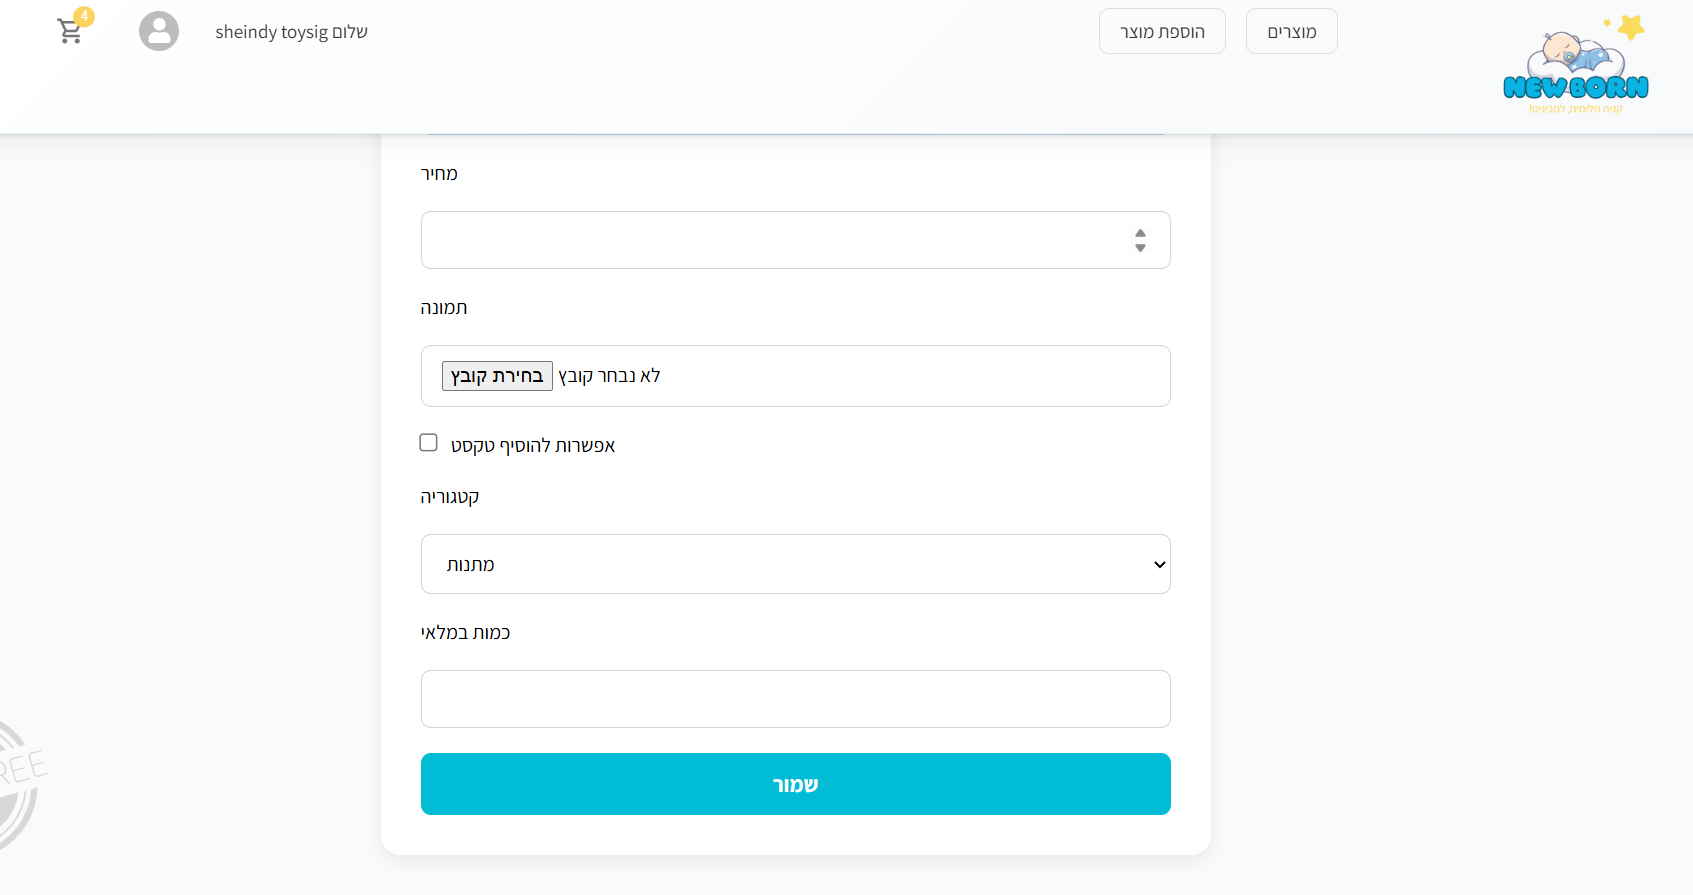 NEW BORN
קניה חלומית, למבינים!
מוצרים
הוספת מוצר
שלום sheindy toysig
4
מחיר
תמונה
בחירת קובץ לא נבחר קובץ
אפשרות להוסיף טקסט
קטגוריה
מתנות
כמות במלאי
שמור
REE